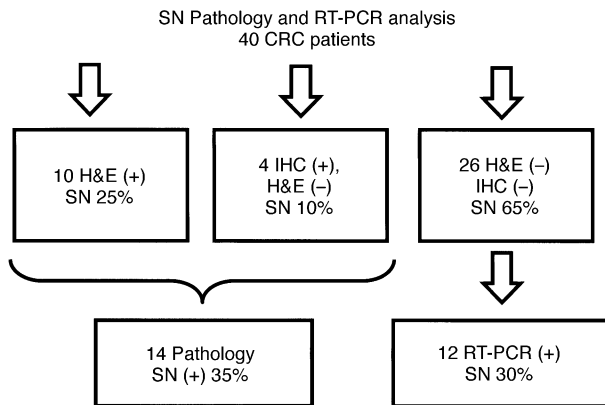 SN Pathology and RT-PCR analysis
40 CRC patients
10 H&E (+)
SN 25%
4 IHC (+),
H&E (–)
SN 10%
26 H&E (–)
IHC (–)
SN 65%
14 Pathology
SN (+) 35%
12 RT-PCR (+)
SN 30%